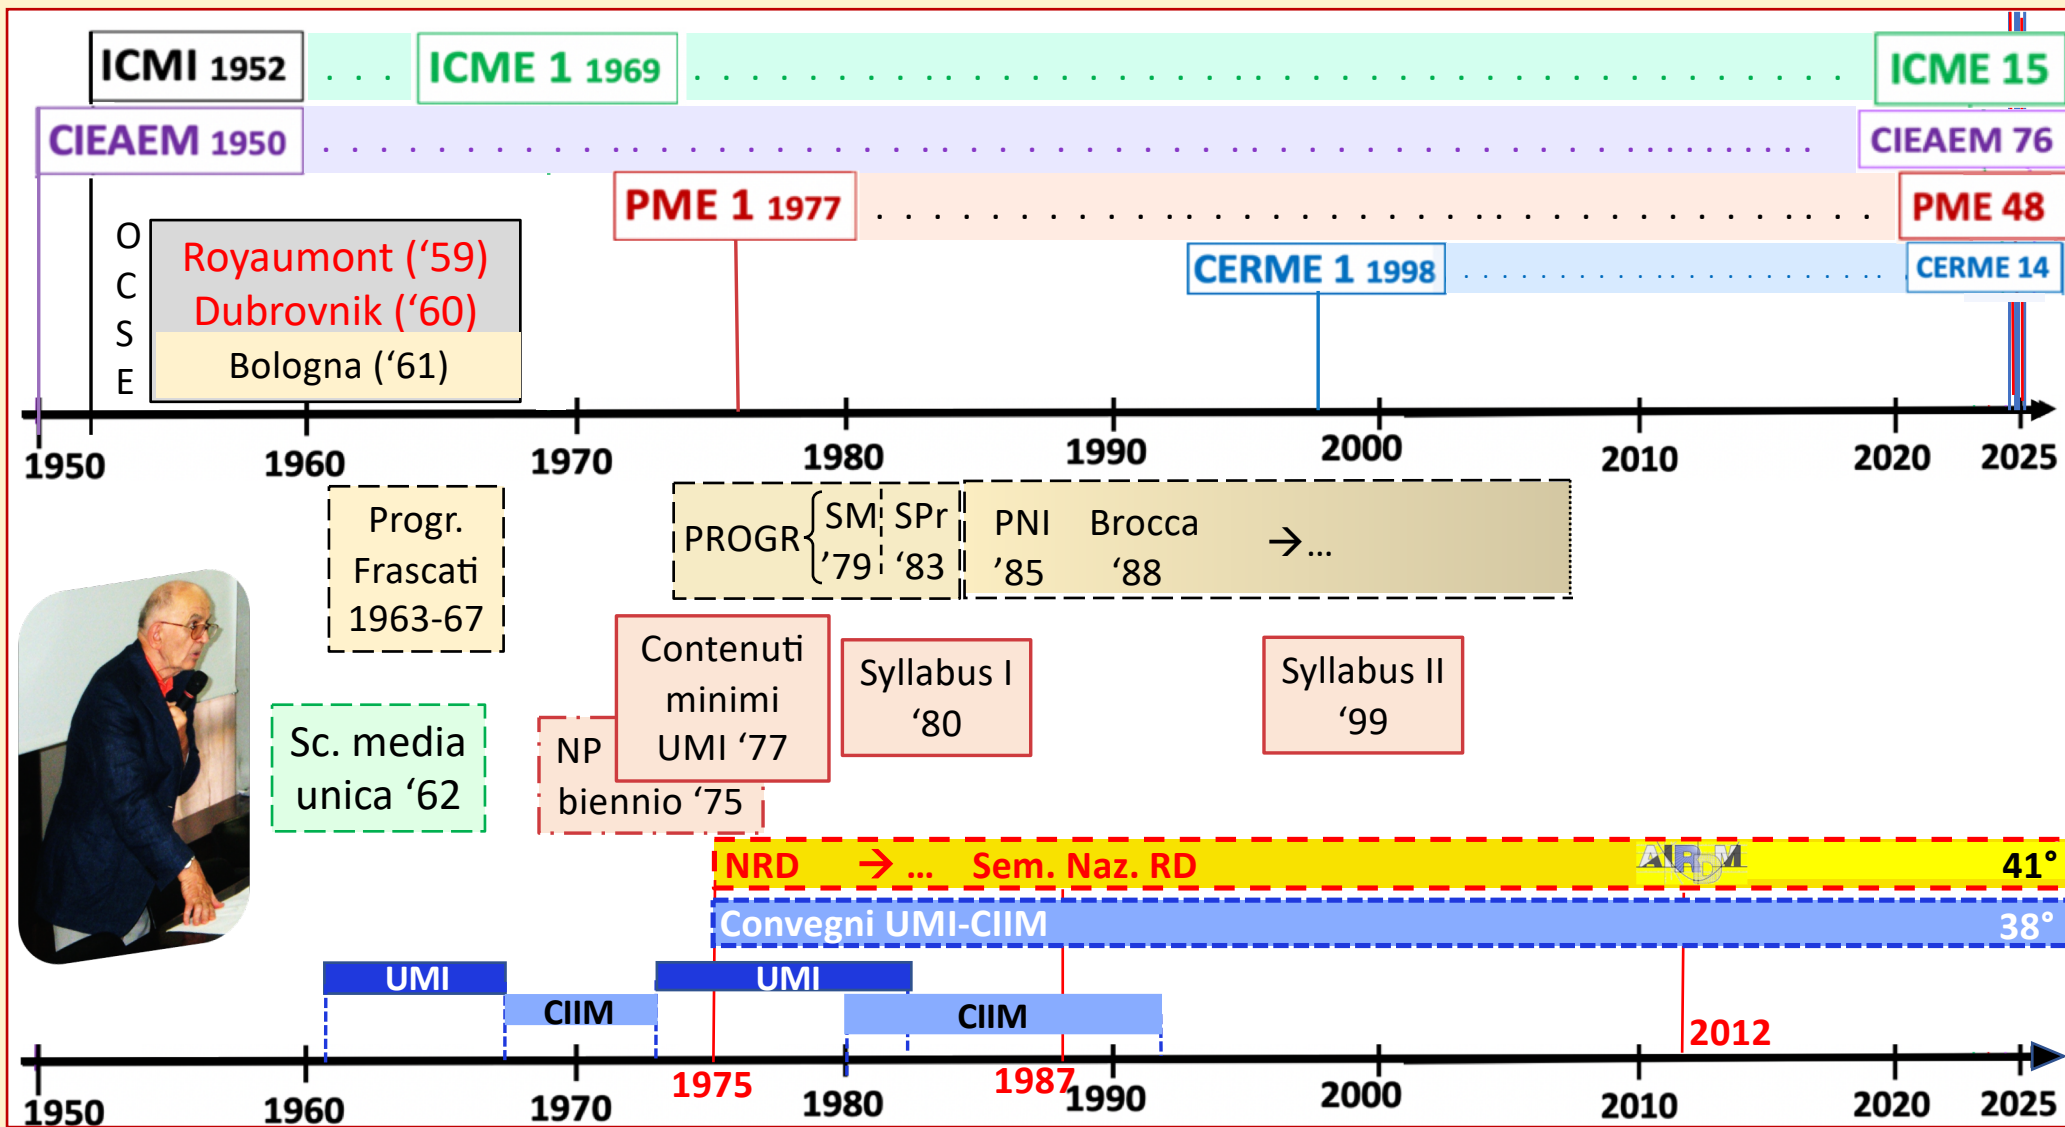 ICMI 1952 . . . ICME 1 1969 ICME 15
CIEAEM 1950 CIEAEM 76
PME 1 1977 PME 48
CERME 1 1998 CERME 14
O
C
S
E
Royaumont (‘59)
Dubrovnik (‘60)
Bologna (‘61)
1950 1960 1970 1980 1990 2000 2010 2020 2025
Progr.
Frascati
1963-67
PROGR
SM
’79
SPr
‘83
PNI
’85
Brocca
‘88
→...
Sc. media
unica ‘62
NP
biennio ‘75
Contenuti
minimi
UMI ‘77
Syllabus I
‘80
Syllabus II
‘99
NRD → ... Sem. Naz. RD AIRDM 41°
Convegni UMI-CIIM 38°
UMI UMI
CIIM CIIM
1975 1987 2012
1950 1960 1970 1980 1990 2000 2010 2020 2025